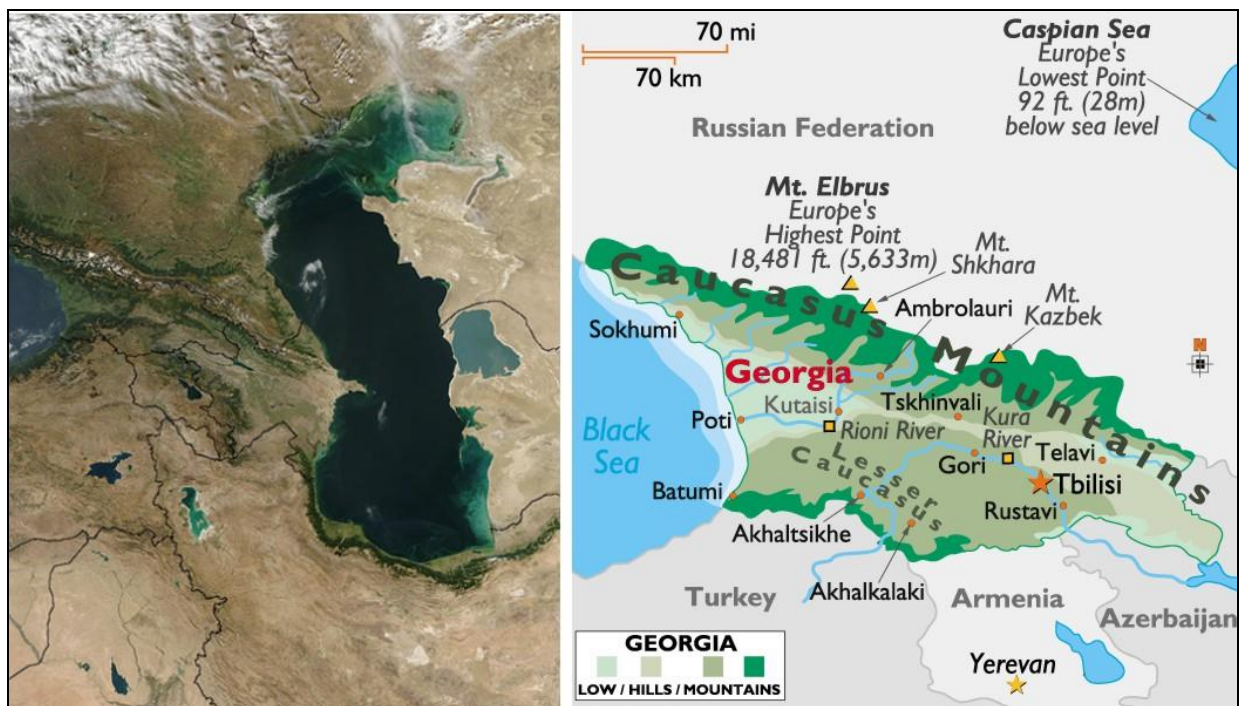 70 mi
70 km
Caspian Sea
Europe's
Lowest Point
92 ft. (28m)
below sea level
Russian Federation
Mt. Elbrus
Europe's
Highest Point
18,481 ft. (5,633m)
Mt.
Shkhara
Caucasus Mountains
Ambrolauri
Mt.
Kazbek
N
Sokhumi
Georgia
Kutaisi
Tskhinvali
Poti
Rioni River
Kura
River
Black
Sea
Lesser
Caucasus
Gori
Telavi
Tbilisi
Batumi
Rustavi
Akhaltsikhe
Akhalkalaki
Turkey
Armenia
Azerbaijan
Yerevan
GEORGIA
LOW / HILLS / MOUNTAINS